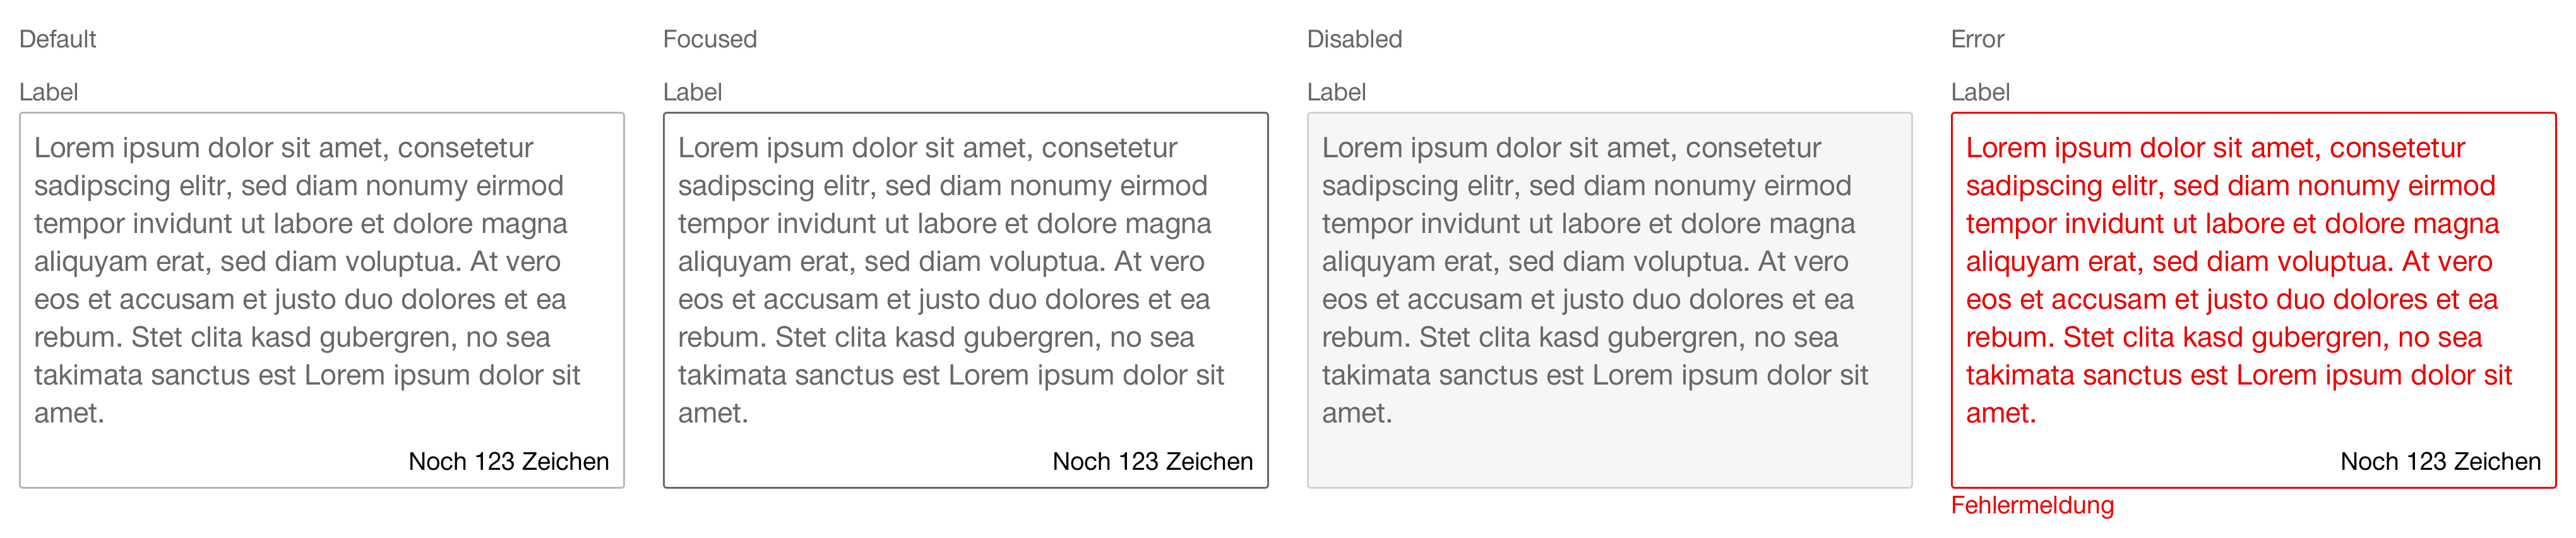 Default
Label
Lorem ipsum dolor sit amet, consetetur
sadipscing elitr, sed diam nonumy eirmod
tempor invidunt ut labore et dolore magna
aliquyam erat, sed diam voluptua. At vero
eos et accusam et justo duo dolores et ea
rebum. Stet clita kasd gubergren, no sea
takimata sanctus est Lorem ipsum dolor sit
amet.
Noch 123 Zeichen
Focused
Label
Lorem ipsum dolor sit amet, consetetur
sadipscing elitr, sed diam nonumy eirmod
tempor invidunt ut labore et dolore magna
aliquyam erat, sed diam voluptua. At vero
eos et accusam et justo duo dolores et ea
rebum. Stet clita kasd gubergren, no sea
takimata sanctus est Lorem ipsum dolor sit
amet.
Noch 123 Zeichen
Disabled
Label
Lorem ipsum dolor sit amet, consetetur
sadipscing elitr, sed diam nonumy eirmod
tempor invidunt ut labore et dolore magna
aliquyam erat, sed diam voluptua. At vero
eos et accusam et justo duo dolores et ea
rebum. Stet clita kasd gubergren, no sea
takimata sanctus est Lorem ipsum dolor sit
amet.
Error
Label
Lorem ipsum dolor sit amet, consetetur
sadipscing elitr, sed diam nonumy eirmod
tempor invidunt ut labore et dolore magna
aliquyam erat, sed diam voluptua. At vero
eos et accusam et justo duo dolores et ea
rebum. Stet clita kasd gubergren, no sea
takimata sanctus est Lorem ipsum dolor sit
amet.
Noch 123 Zeichen
Fehlermeldung